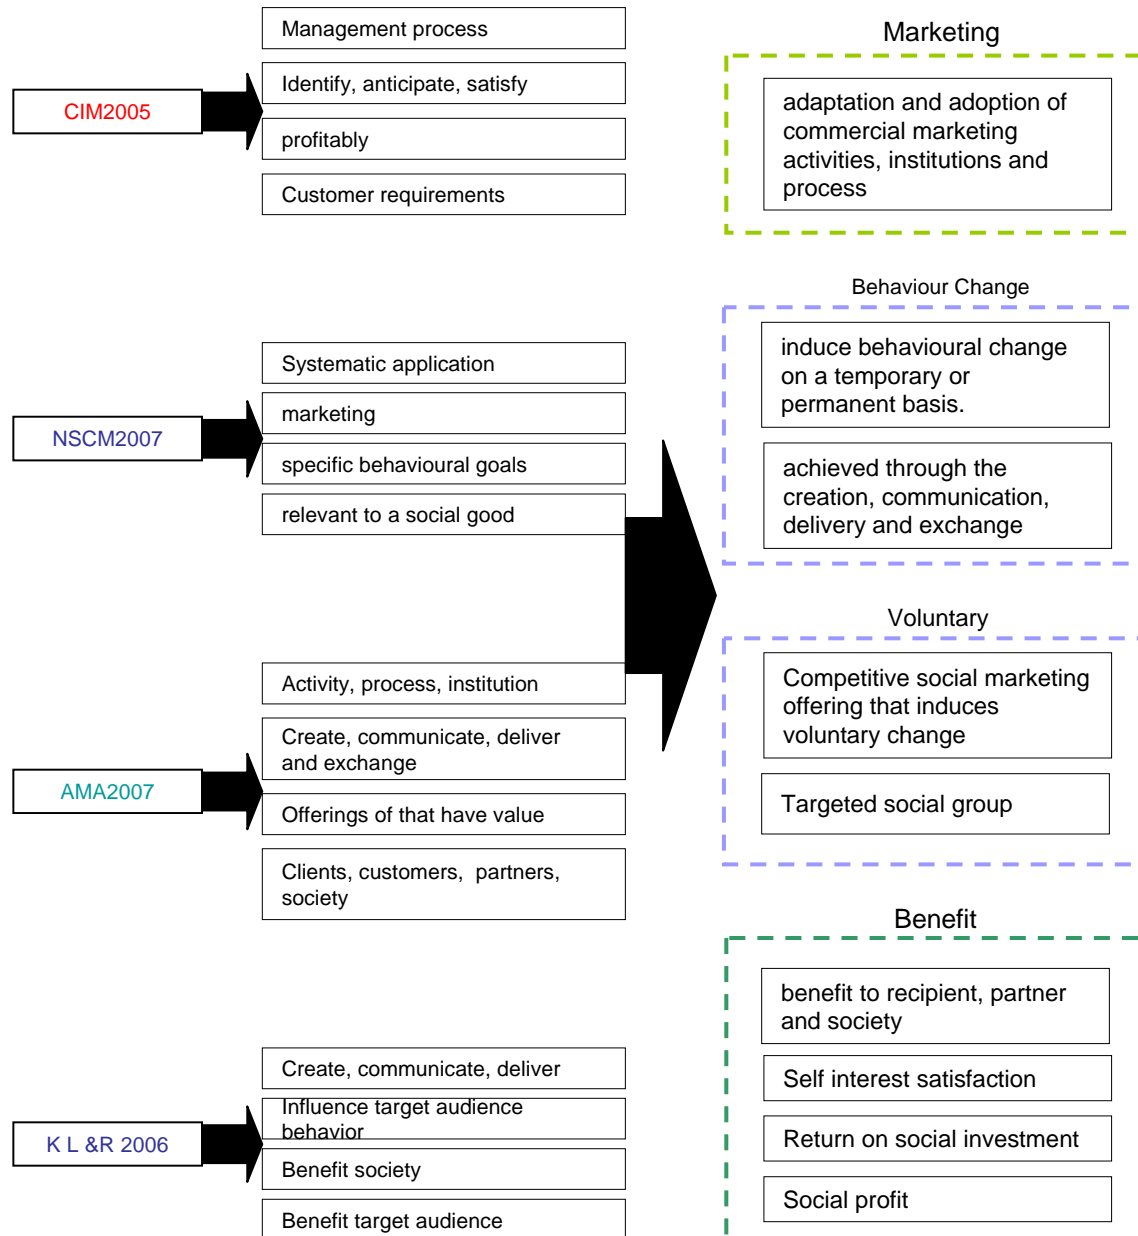 CIM2005
Management process
Identify, anticipate, satisfy
profitably
Customer requirements
NSCM2007
Systematic application
marketing
specific behavioural goals
relevant to a social good
AMA2007
Activity, process, institution
Create, communicate, deliver
and exchange
Offerings of that have value
Clients, customers, partners,
society
K L &R 2006
Create, communicate, deliver
Influence target audience
behavior
Benefit society
Benefit target audience
Marketing
adaptation and adoption of
commercial marketing
activities, institutions and
process
Behaviour Change
induce behavioural change
on a temporary or
permanent basis.
achieved through the
creation, communication,
delivery and exchange
Voluntary
Competitive social marketing
offering that induces
voluntary change
Targeted social group
Benefit
benefit to recipient, partner
and society
Self interest satisfaction
Return on social investment
Social profit